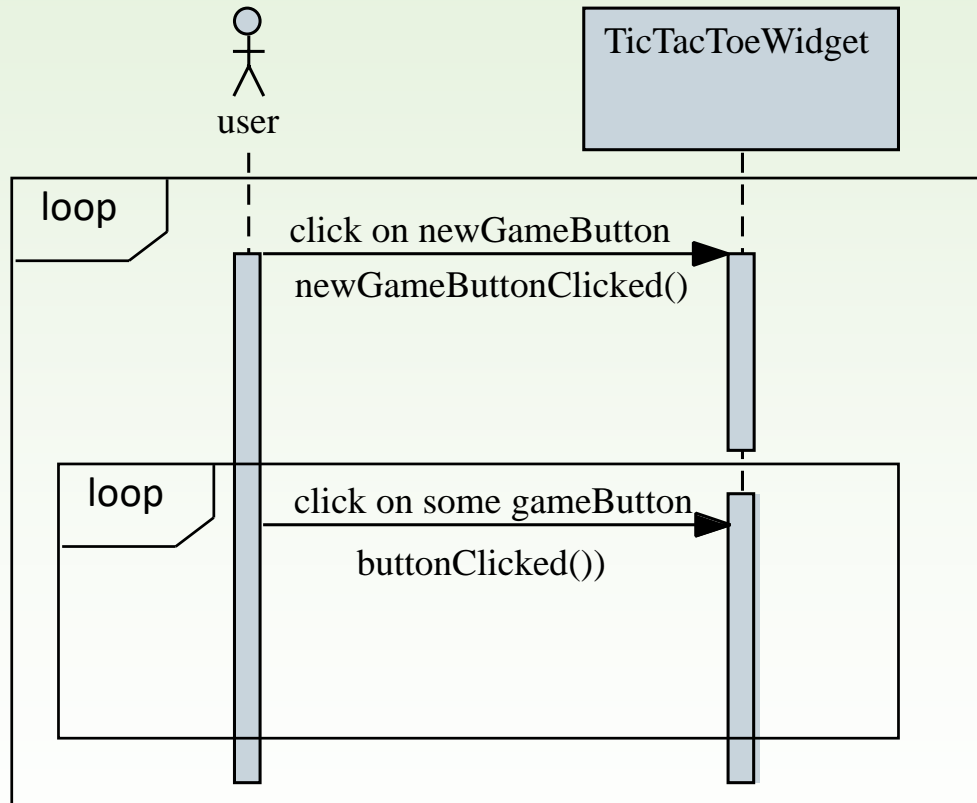 TicTacToeWidget
user
loop
click on newGameButton
newGameButtonClicked()
loop
click on some gameButton
buttonClicked())